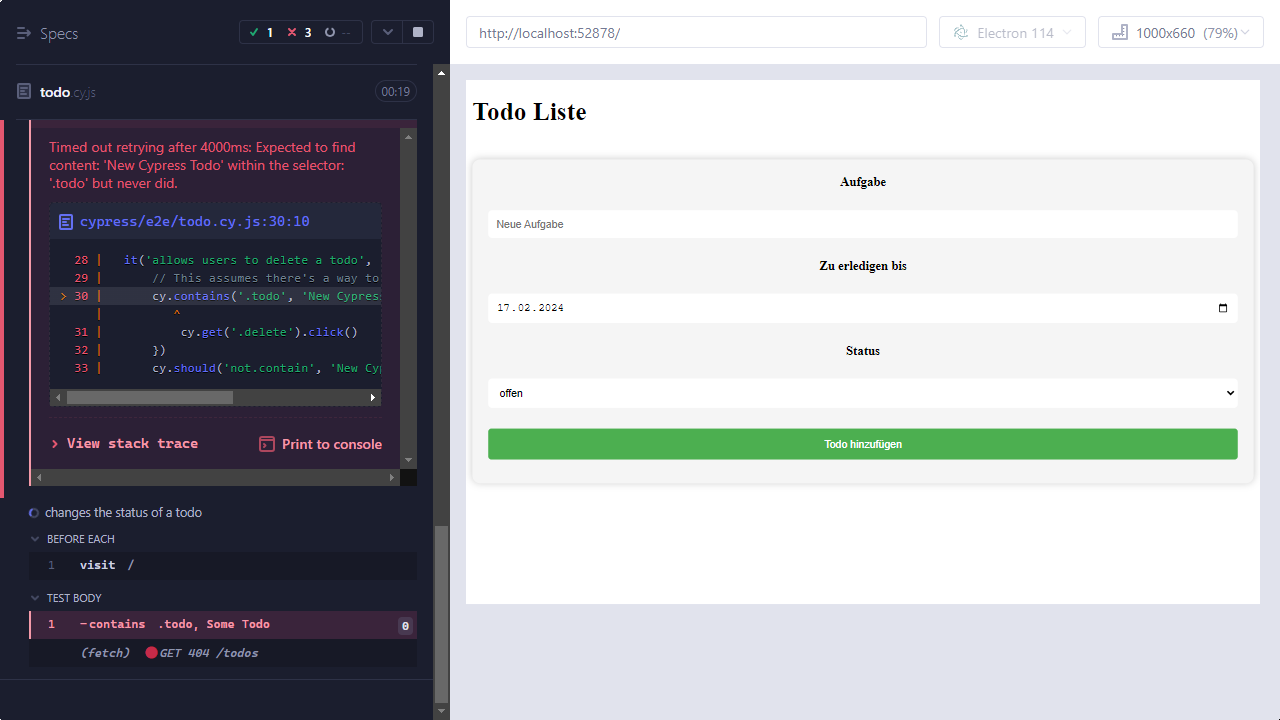 Specs
1
3
--
todo.cy.js
00:19
Timed out retrying after 4000ms: Expected to find
content: 'New Cypress Todo' within the selector:
'.todo' but never did.
cypress/e2e/todo.cy.js:30:10
28 | it('allows users to delete a todo',
29 | // This assumes there's a way to
> 30 | cy.contains('.todo', 'New Cypres
| ^
31 | cy.get('.delete').click()
32 | })
33 | cy.should('not.contain', 'New Cyp
View stack trace
Print to console
changes the status of a todo
BEFORE EACH
1 visit /
TEST BODY
1 -contains .todo, Some Todo 0
(fetch) GET 404 /todos
http://localhost:52878/
Electron 114
1000x660 (79%)
Todo Liste
Aufgabe
Neue Aufgabe
Zu erledigen bis
17.02.2024
Status
offen
Todo hinzufügen